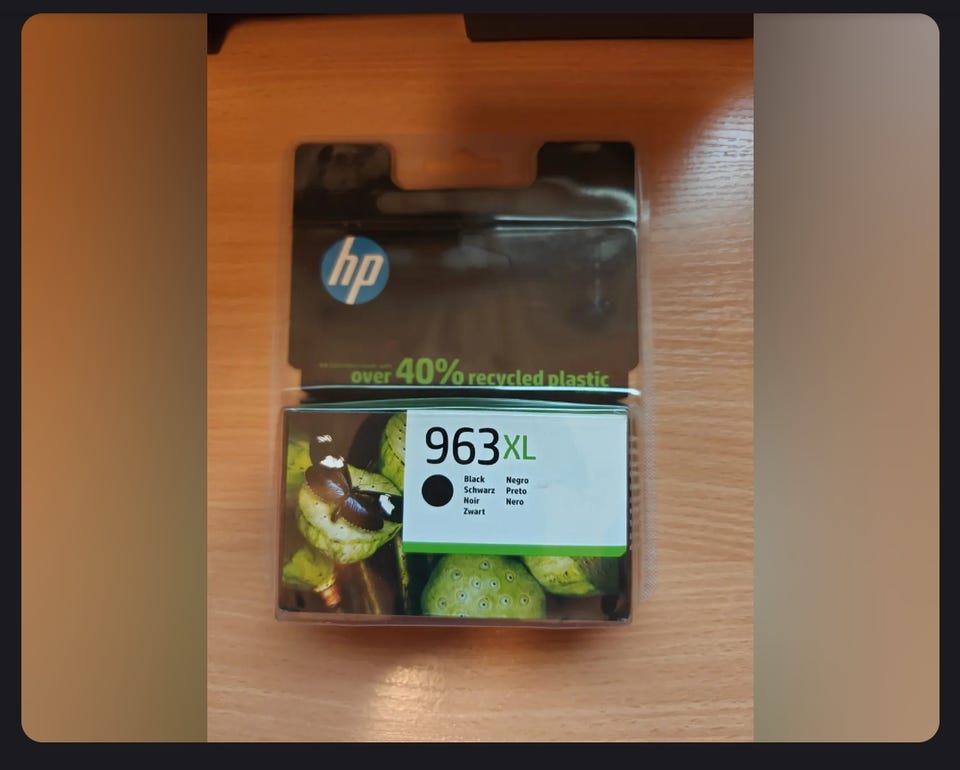 hp
over 40% recycled plastic
963XL
Black
Schwarz
Noir
Zwart
Negro
Preto
Nero